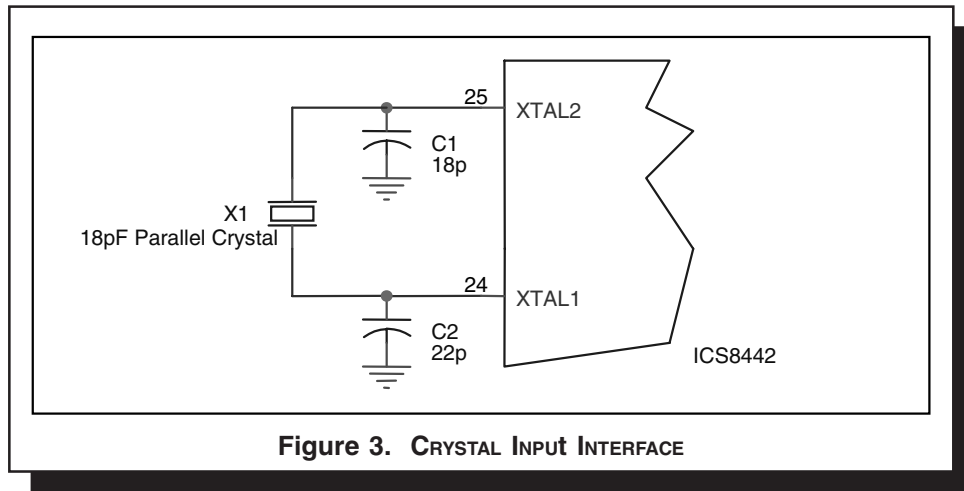 25
XTAL2
C1
18p
X1
18pF Parallel Crystal
24
XTAL1
C2
22p
ICS8442
Figure 3. CRYSTAL INPUt INTERFACE